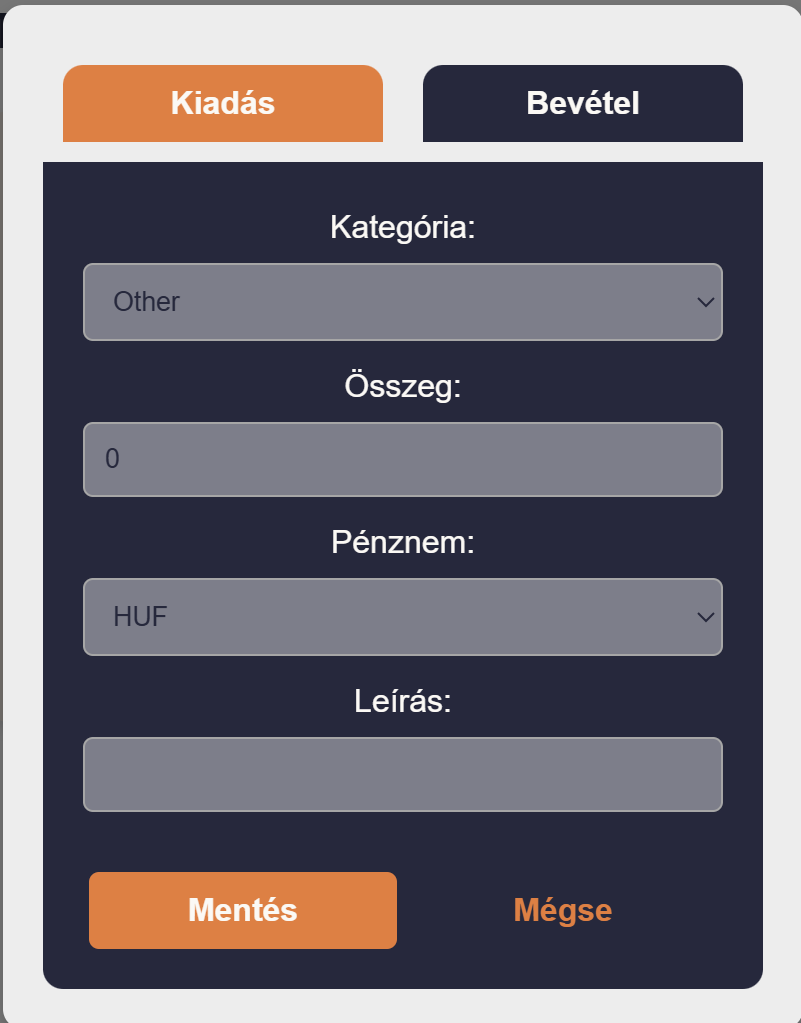 Kiadás
Bevétel
Kategória:
Other
Összeg:
0
Pénznem:
HUF
Leírás:
Mentés
Mégse